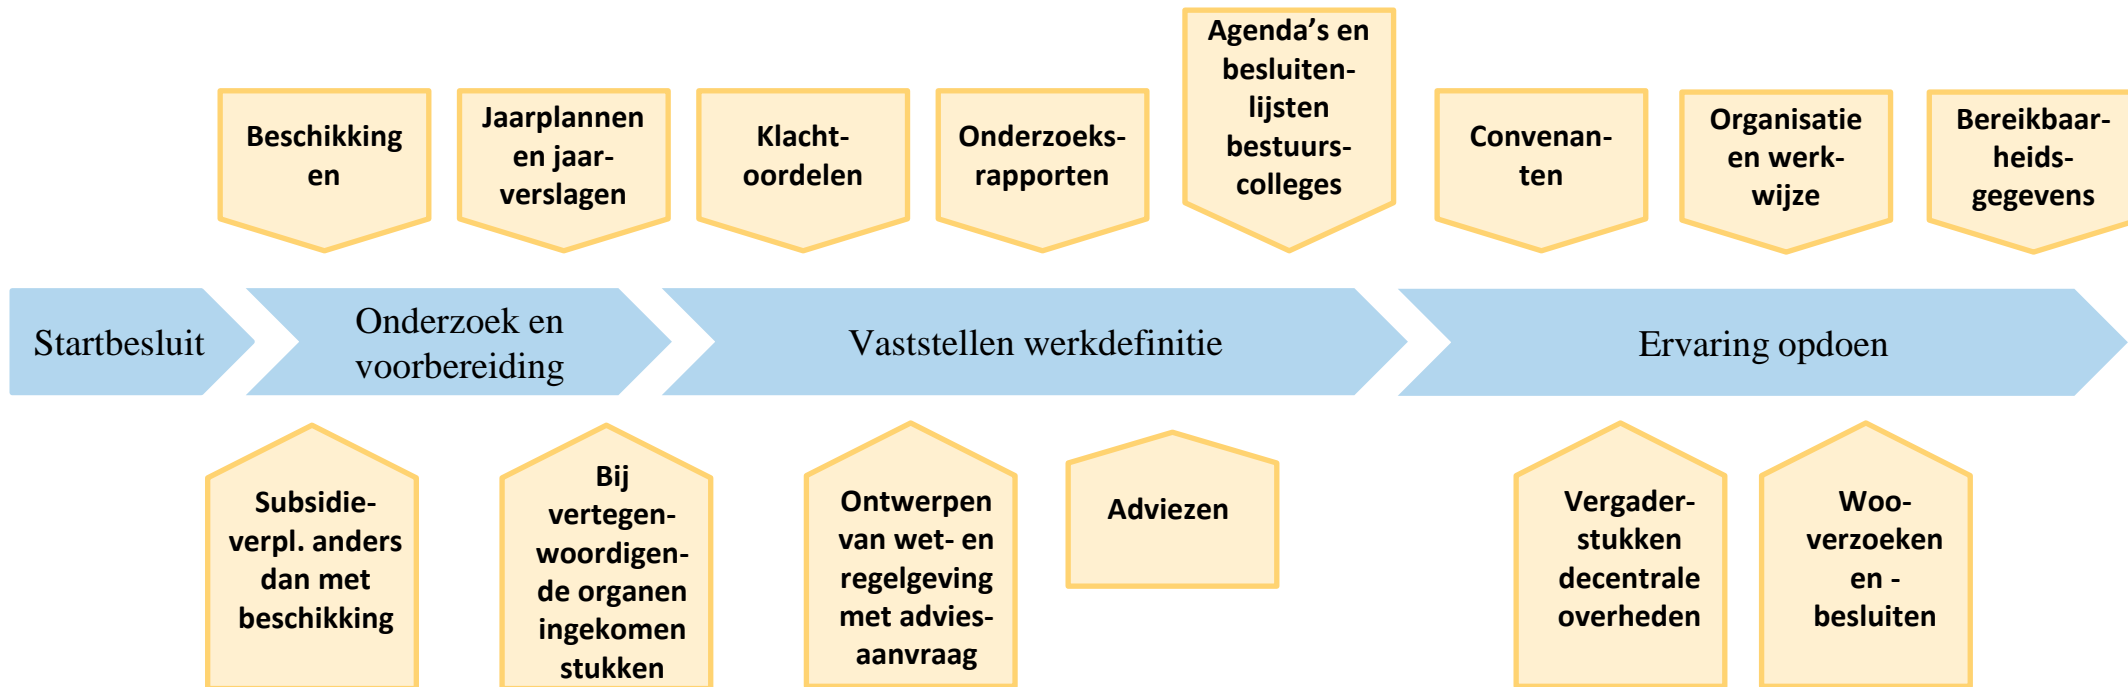 Beschikking
en
Jaarplannen
en jaar-
verslagen
Klacht-
oordelen
Onderzoeks-
rapporten
Agenda’s en
besluiten-
lijsten
bestuurs-
colleges
Convenan-
ten
Organisatie
en werk-
wijze
Bereikbaar-
heids-
gegevens
Startbesluit
Onderzoek en
voorbereiding
Vaststellen werkdefinitie
Ervaring opdoen
Subsidie-
verpl. anders
dan met
beschikking
Bij
vertegen-
woordigen-
de organen
ingekomen
stukken
Ontwerpen
van wet- en
regelgeving
met advies-
aanvraag
Adviezen
Vergader-
stukken
decentrale
overheden
Woo-
verzoeken
en -
besluiten